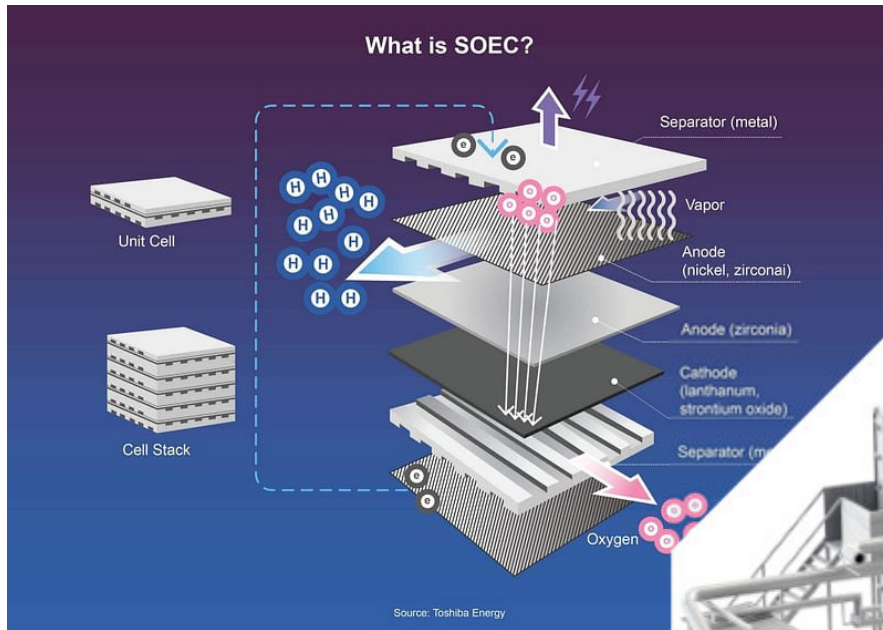 What is SOEC?
Separator (metal)
e
e
H
H
H
H
H
H
H
H
H
H
H
O
O
O
O
O
Vapor
Unit Cell
Anode
(nickel, zirconai)
Anode (zirconia)
Cathode
(lanthanum,
strontium oxide)
Cell Stack
Separator
e
e
Oxygen
O
O
O
O
Source: Toshiba Energy